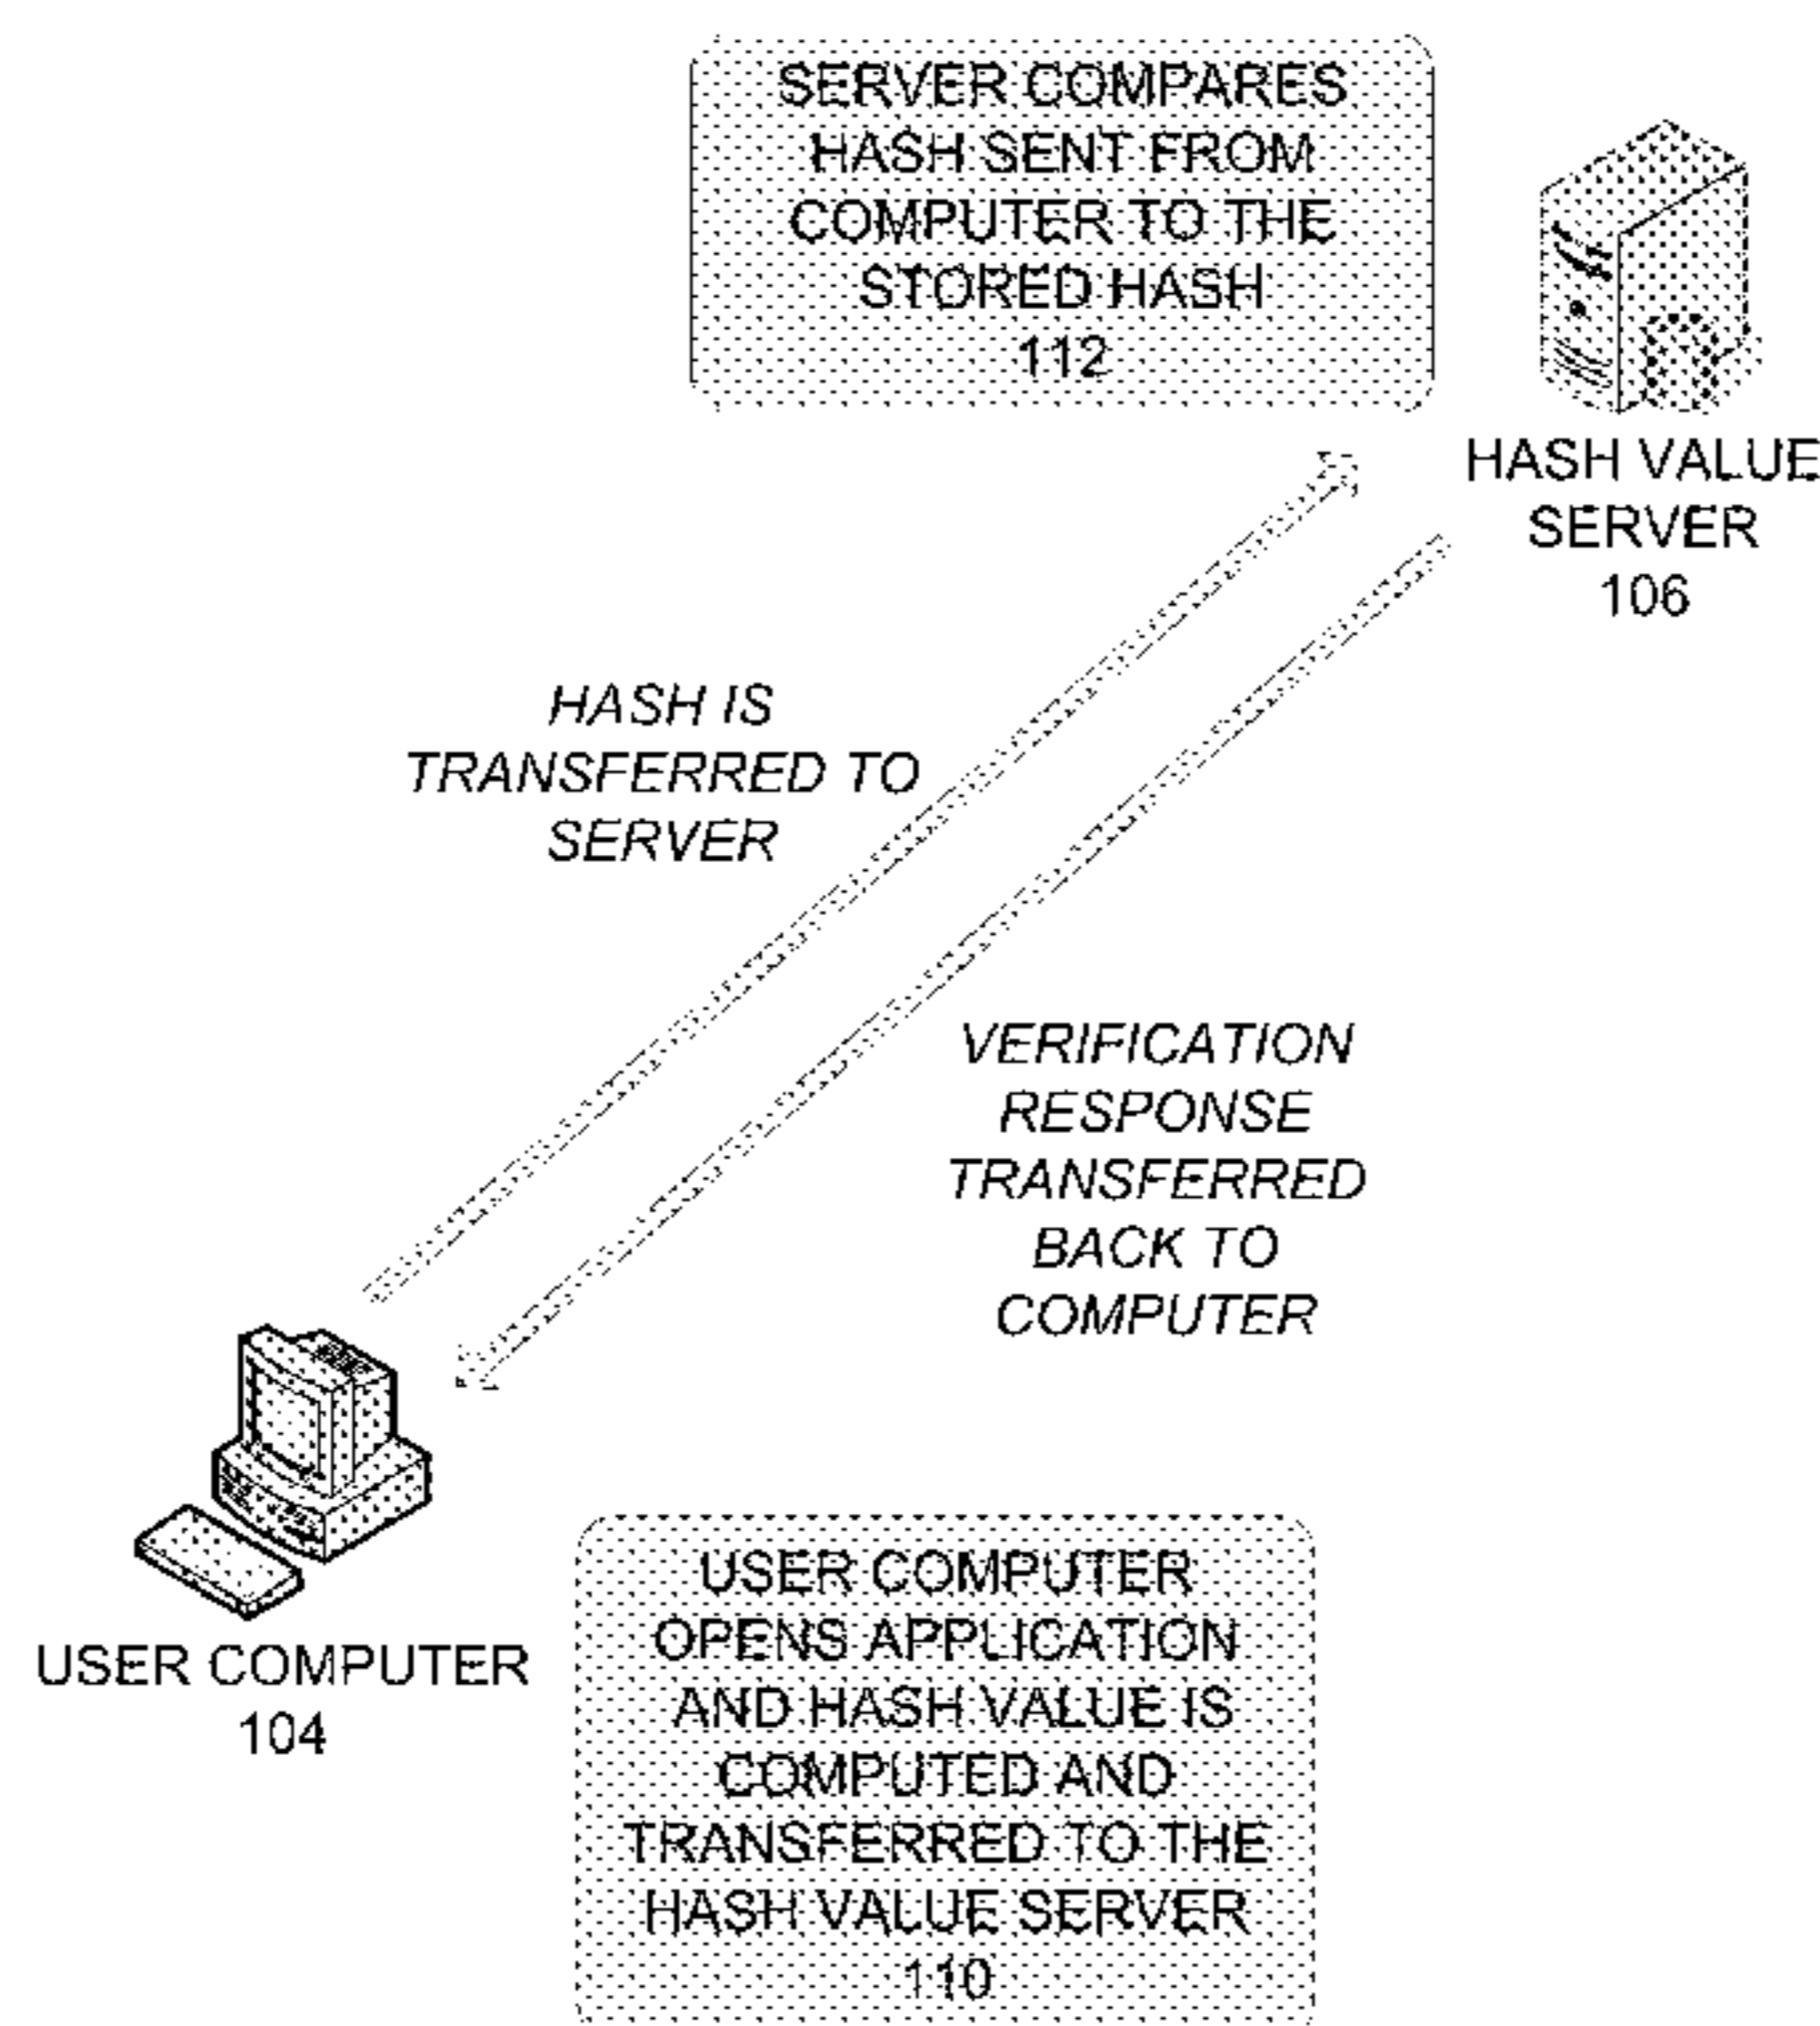 SERVER COMPARES
HASH SENT FROM
COMPUTER TO THE
STORED HASH
112
HASH VALUE
SERVER
106
HASH IS
TRANSFERRED TO
SERVER
VERIFICATION
RESPONSE
TRANSFERRED
BACK TO
COMPUTER
USER COMPUTER
104
USER COMPUTER
OPENS APPLICATION
AND HASH VALUE IS
COMPUTED AND
TRANSFERRED TO THE
HASH VALUE SERVER
110